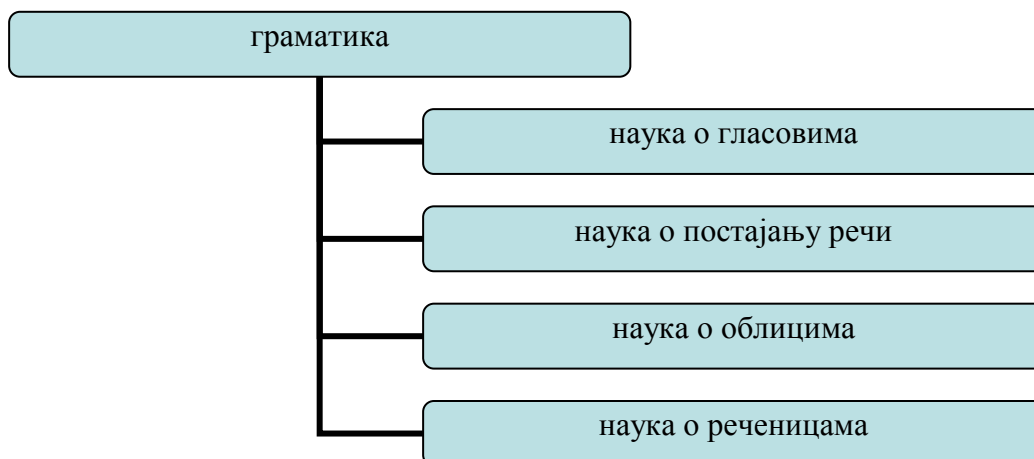 граматика
наука о гласовима
наука о постајању речи
наука о облицима
наука о реченицама